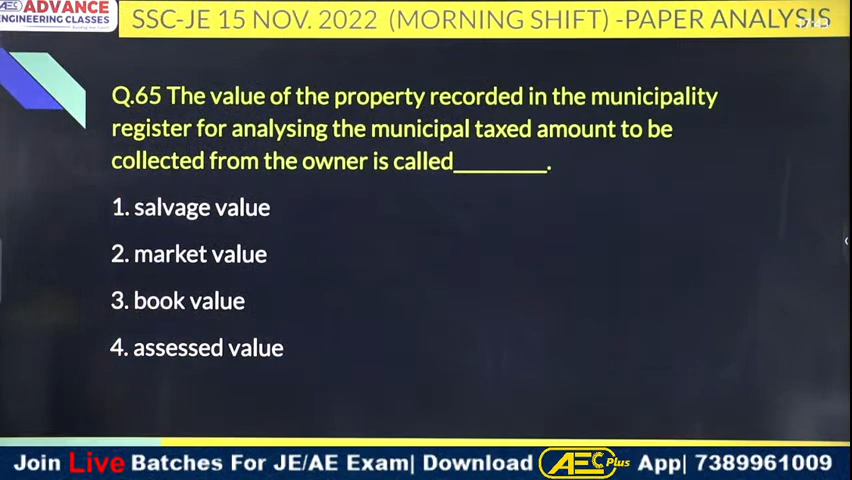 AEC ADVANCE
ENGINEERING CLASSES
SSC-JE 15 NOV. 2022 (MORNING SHIFT) -PAPER ANALYSIS
Q.65 The value of the property recorded in the municipality
register for analysing the municipal taxed amount to be
collected from the owner is called________.
1. salvage value
2. market value
3. book value
4. assessed value
Join Live Batches For JE/AE Exam| Download AEC Plus App| 7389961009